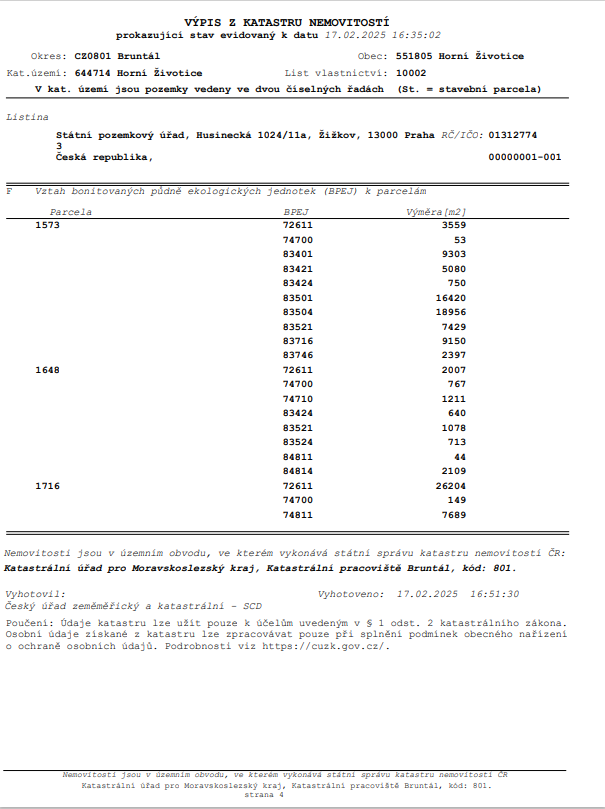 VÝPIS Z KATASTRU NEMOVITOSTÍ
prokazující stav evidovaný k datu 17.02.2025 16:35:02
Okres: CZ0801 Bruntál Obec: 551805 Horní Životice
Kat.území: 644714 Horní Životice List vlastnictví: 10002
V kat. území jsou pozemky vedeny ve dvou číselných řadách (St. = stavební parcela)
Listina
Státní pozemkový úřad, Husinecká 1024/11a, Žižkov, 13000 Praha RČ/IČO: 01312774
3
Česká republika, 00000001-001
F Vztah bonitovaných půdně ekologických jednotek (BPEJ) k parcelám
Parcela BPEJ Výměra[m2]
1573 72611 3559
74700 53
83401 9303
83421 5080
83424 750
83501 16420
83504 18956
83521 7429
83716 9150
83746 2397
1648 72611 2007
74700 767
74710 1211
83424 640
83521 1078
83524 713
84811 44
84814 2109
1716 72611 26204
74700 149
74811 7689
Nemovitosti jsou v územním obvodu, ve kterém vykonává státní správu katastru nemovitostí ČR:
Katastrální úřad pro Moravskoslezský kraj, Katastrální pracoviště Bruntál, kód: 801.
Vyhotovil: Vyhotoveno: 17.02.2025 16:51:30
Český úřad zeměměřický a katastrální - SCD
Poučení: Údaje katastru lze užít pouze k účelům uvedeným v § 1 odst. 2 katastrálního zákona.
Osobní údaje získané z katastru lze zpracovávat pouze při splnění podmínek obecného nařízení
o ochraně osobních údajů. Podrobnosti viz https://cuzk.gov.cz/.
Nemovitosti jsou v územním obvodu, ve kterém vykonává státní správu katastru nemovitostí ČR
Katastrální úřad pro Moravskoslezský kraj, Katastrální pracoviště Bruntál, kód: 801.
strana 4